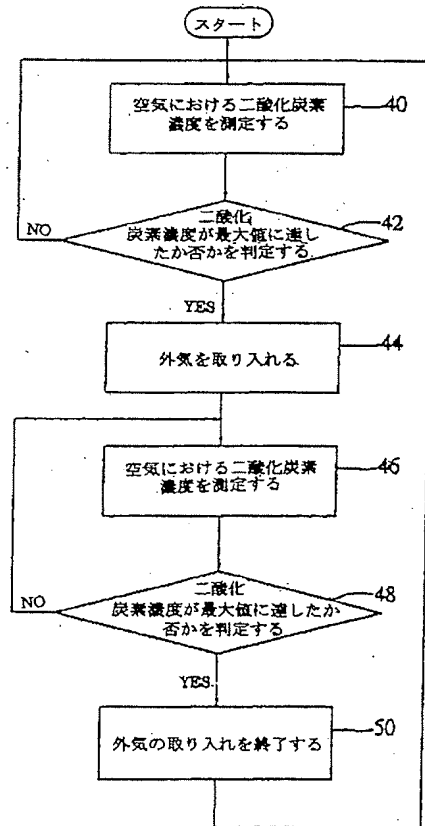 スタート
空気における二酸化炭素
濃度を測定する
40
二酸化
炭素濃度が最大値に達し
たか否かを判定する
42
NO
YES
外気を取り入れる
44
空気における二酸化炭素
濃度を測定する
46
二酸化
炭素濃度が最大値に達したか
否かを判定する
48
NO
YES
外気の取り入れを終了する
50